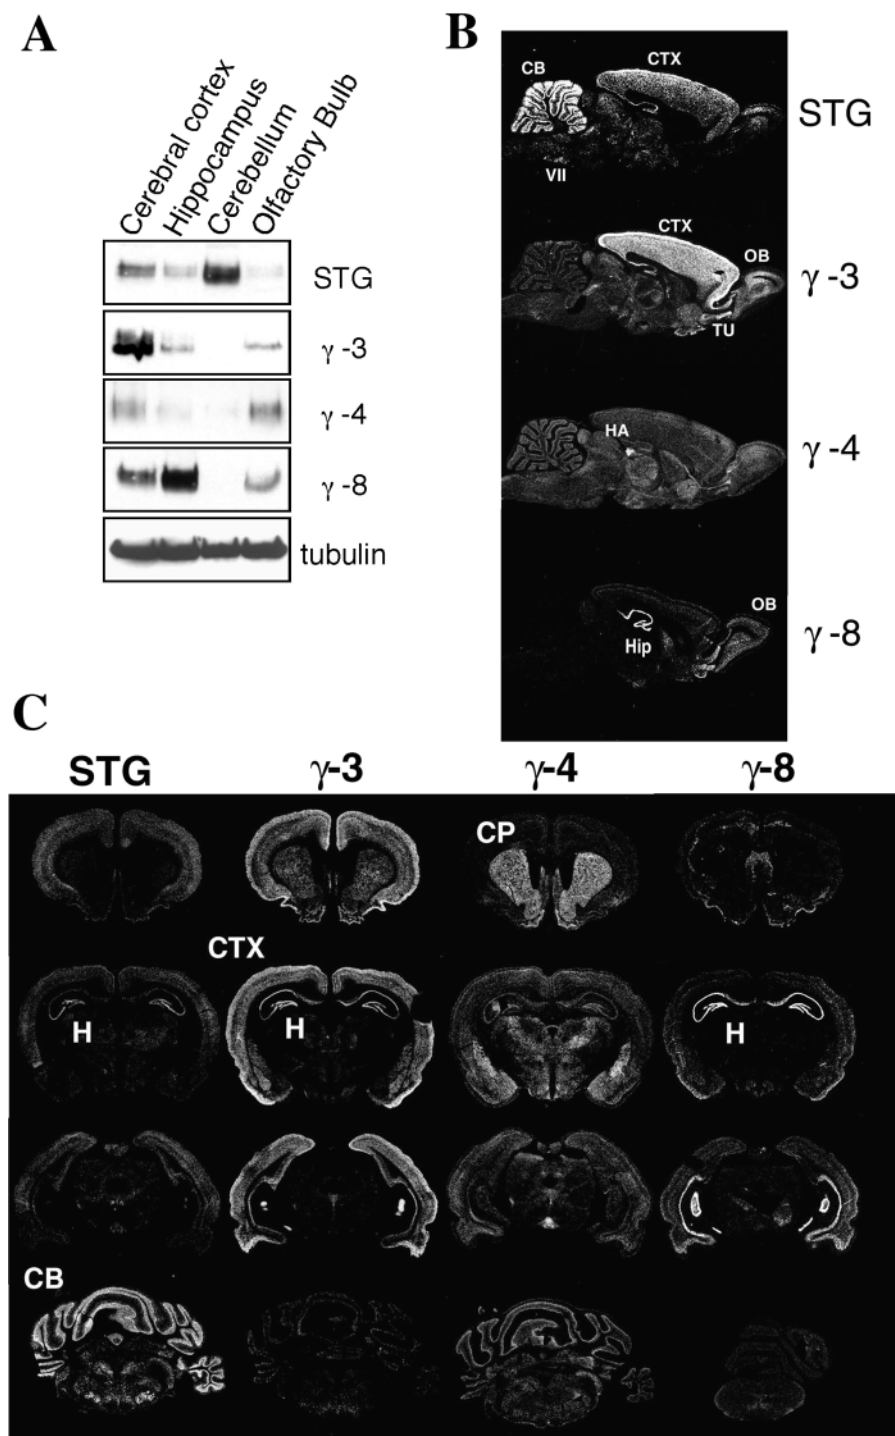 A
Cerebral cortex
Hippocampus
Cerebellum
Olfactory Bulb
STG
γ-3
γ-4
γ-8
tubulin
B
CB
CTX
STG
VII
CTX
OB
γ-3
TU
HA
γ-4
OB
Hip
γ-8
C
STG γ-3 γ-4 γ-8
CP
CTX
H H H
CB